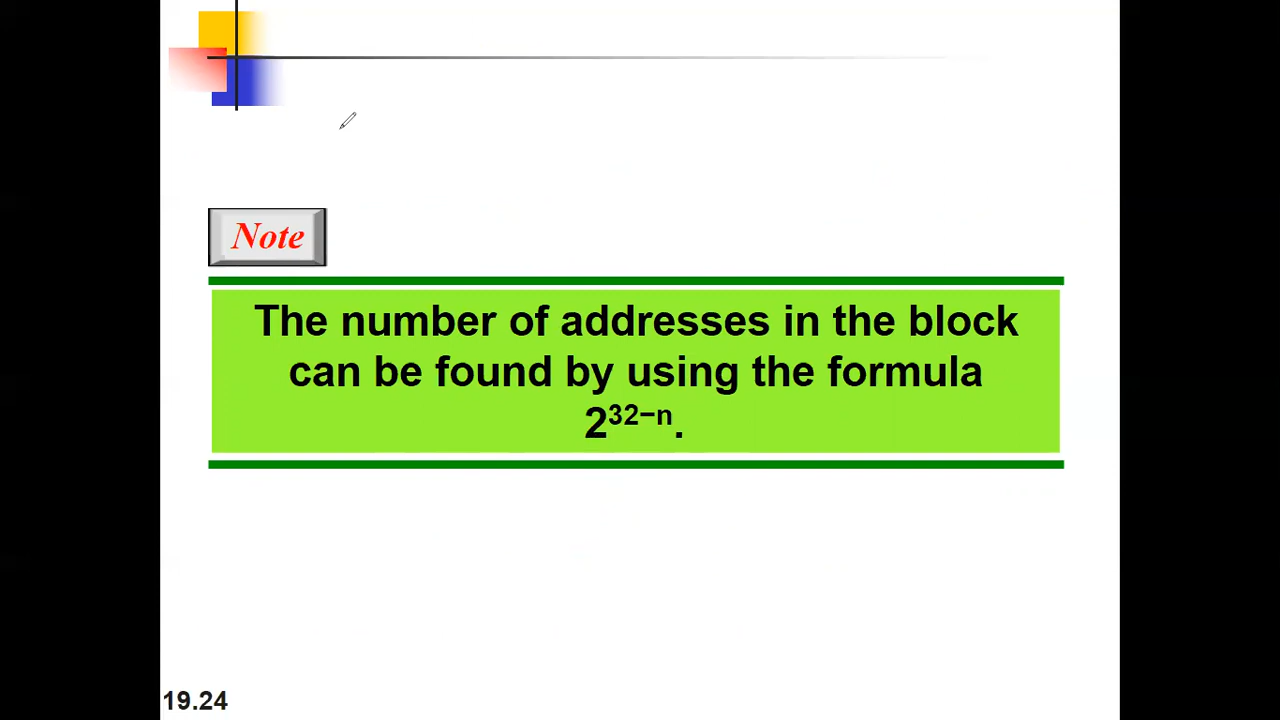 Note
The number of addresses in the block
can be found by using the formula
2³²⁻ⁿ.
19.24